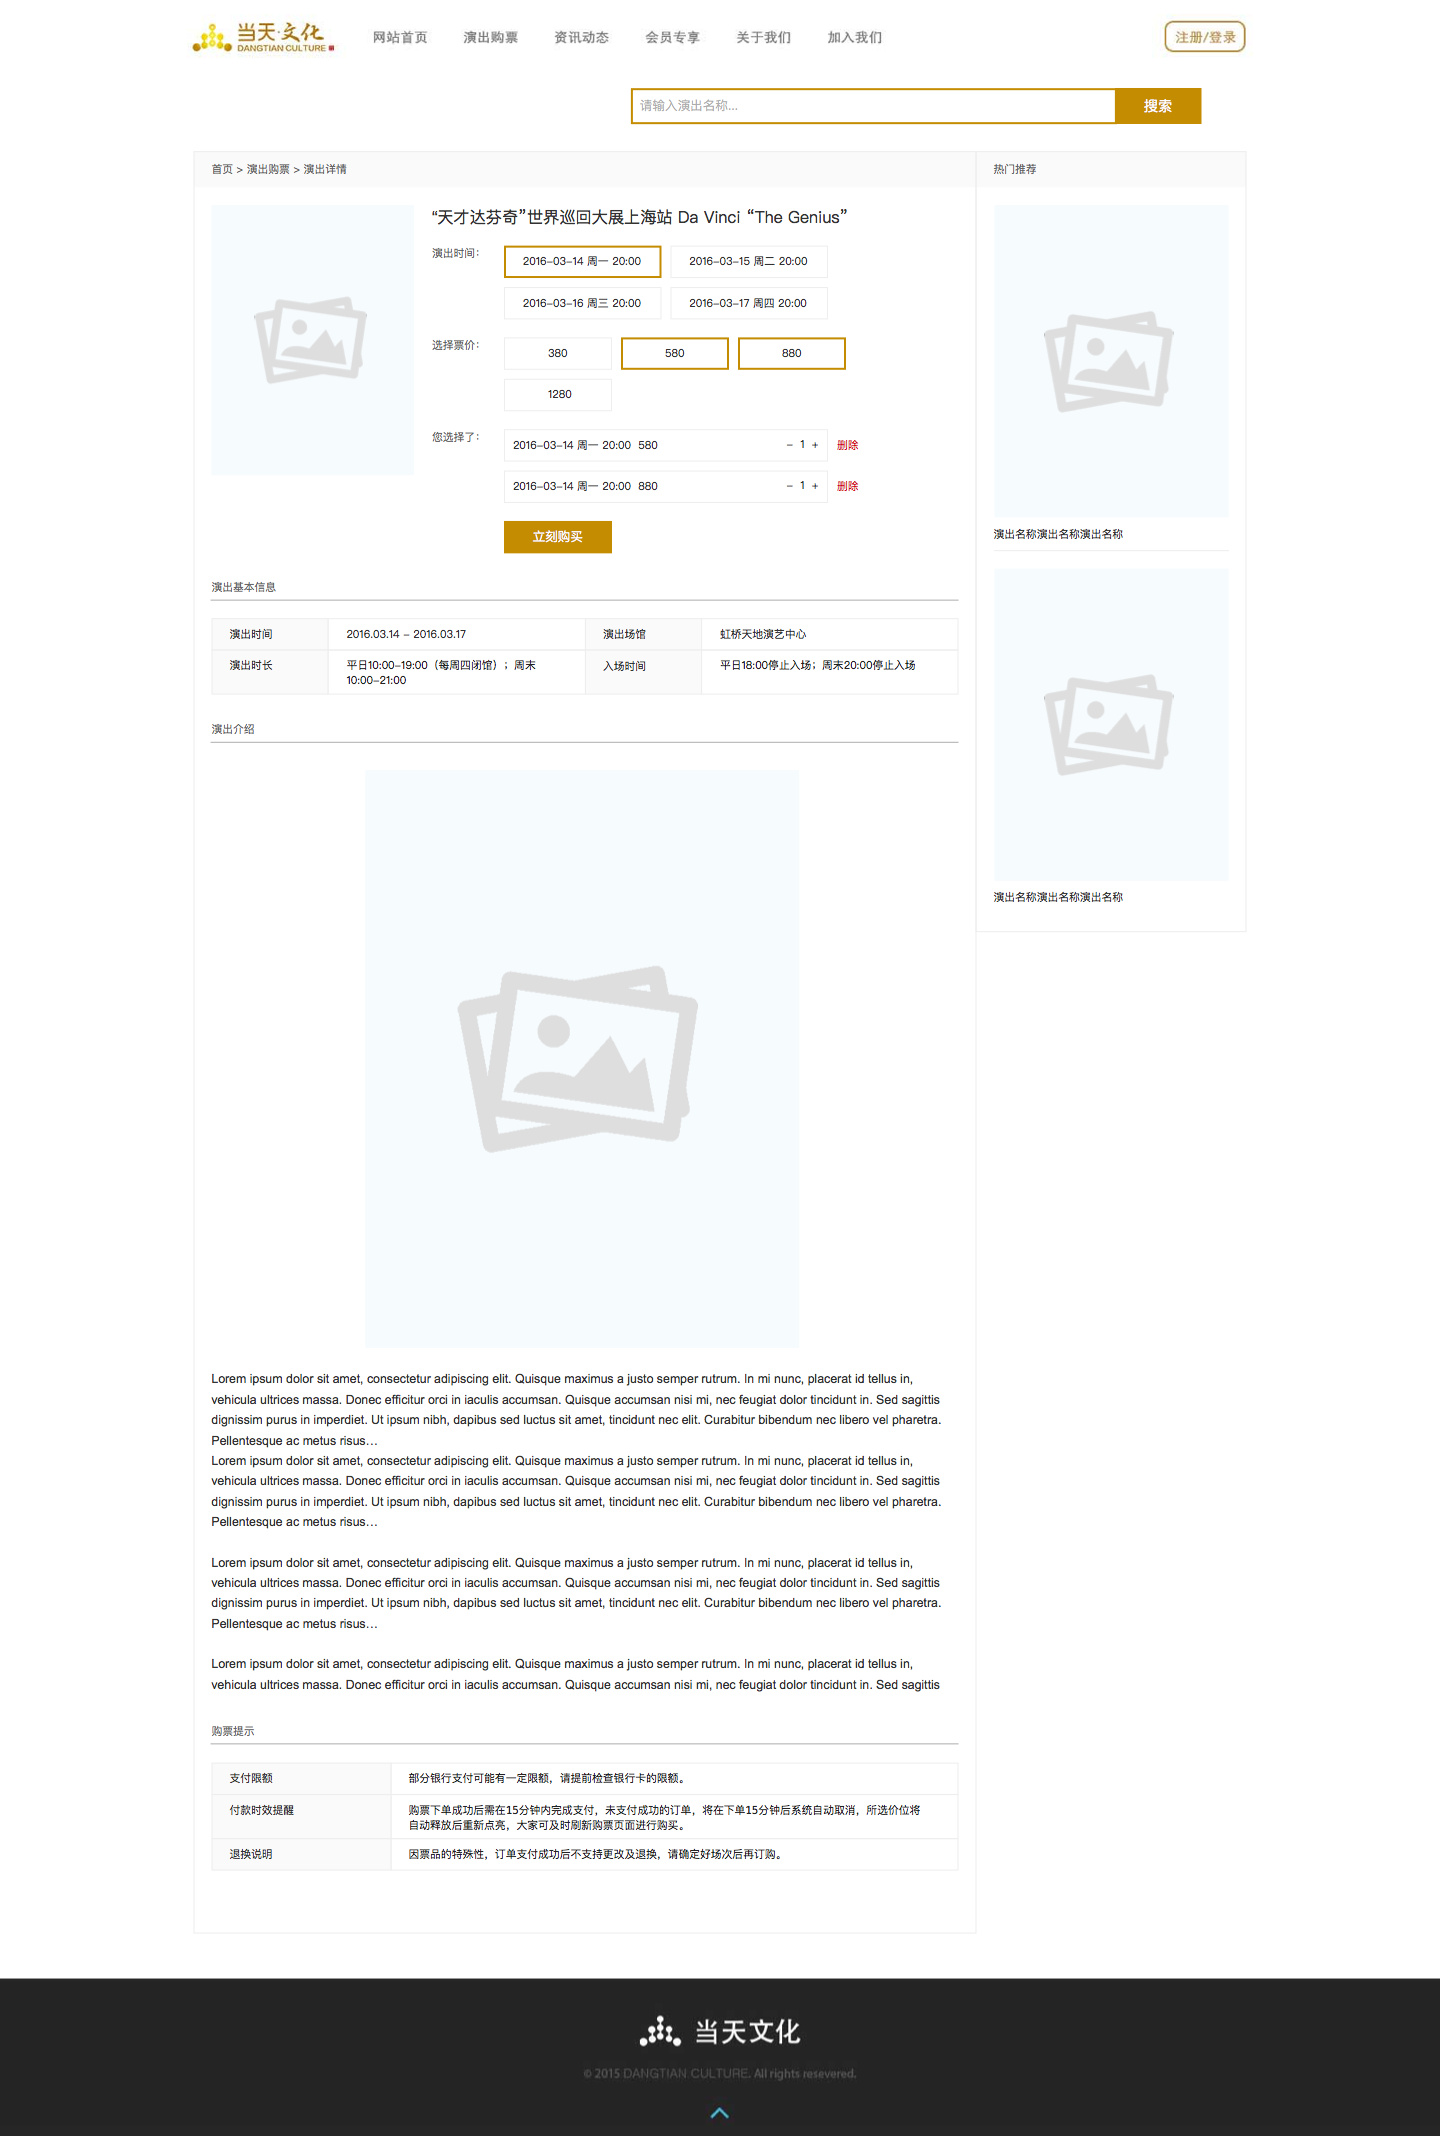 当天·文化
DANGTIAN CULTURE
网站首页 演出购票 资讯动态 会员专享 关于我们 加入我们 注册/登录
请输入演出名称... 搜索
首页 > 演出购票 > 演出详情
热门推荐
“天才达芬奇”世界巡回大展上海站 Da Vinci “The Genius”
演出时间： 2016-03-14 周一 20:00 2016-03-15 周二 20:00
2016-03-16 周三 20:00 2016-03-17 周四 20:00
选择票价： 380 580 880
1280
您选择了： 2016-03-14 周一 20:00 580 - 1 + 删除
2016-03-14 周一 20:00 880 - 1 + 删除
立刻购买
演出名称演出名称演出名称
演出名称演出名称演出名称
演出基本信息
演出时间 2016.03.14 - 2016.03.17 演出场馆 虹桥天地演艺中心
演出时长 平日10:00-19:00（每周四闭馆）；周末 入场时间 平日18:00停止入场；周末20:00停止入场
10:00-21:00
演出介绍
Lorem ipsum dolor sit amet, consectetur adipiscing elit. Quisque maximus a justo semper rutrum. In mi nunc, placerat id tellus in,
vehicula ultrices massa. Donec efficitur orci in iaculis accumsan. Quisque accumsan nisi mi, nec feugiat dolor tincidunt in. Sed sagittis
dignissim purus in imperdiet. Ut ipsum nibh, dapibus sed luctus sit amet, tincidunt nec elit. Curabitur bibendum nec libero vel pharetra.
Pellentesque ac metus risus…
Lorem ipsum dolor sit amet, consectetur adipiscing elit. Quisque maximus a justo semper rutrum. In mi nunc, placerat id tellus in,
vehicula ultrices massa. Donec efficitur orci in iaculis accumsan. Quisque accumsan nisi mi, nec feugiat dolor tincidunt in. Sed sagittis
dignissim purus in imperdiet. Ut ipsum nibh, dapibus sed luctus sit amet, tincidunt nec elit. Curabitur bibendum nec libero vel pharetra.
Pellentesque ac metus risus…
Lorem ipsum dolor sit amet, consectetur adipiscing elit. Quisque maximus a justo semper rutrum. In mi nunc, placerat id tellus in,
vehicula ultrices massa. Donec efficitur orci in iaculis accumsan. Quisque accumsan nisi mi, nec feugiat dolor tincidunt in. Sed sagittis
dignissim purus in imperdiet. Ut ipsum nibh, dapibus sed luctus sit amet, tincidunt nec elit. Curabitur bibendum nec libero vel pharetra.
Pellentesque ac metus risus…
Lorem ipsum dolor sit amet, consectetur adipiscing elit. Quisque maximus a justo semper rutrum. In mi nunc, placerat id tellus in,
vehicula ultrices massa. Donec efficitur orci in iaculis accumsan. Quisque accumsan nisi mi, nec feugiat dolor tincidunt in. Sed sagittis
购票提示
支付限额 部分银行支付可能有一定限额，请提前检查银行卡的限额。
付款时效提醒 购票下单成功后需在15分钟内完成支付，未支付成功的订单，将在下单15分钟后系统自动取消，所选价位将
自动释放后重新点亮，大家可及时刷新购票页面进行购买。
退换说明 因票品的特殊性，订单支付成功后不支持更改及退换，请确定好场次后再订购。
当天文化
© 2015 DANGTIAN CULTURE. All rights resevered.